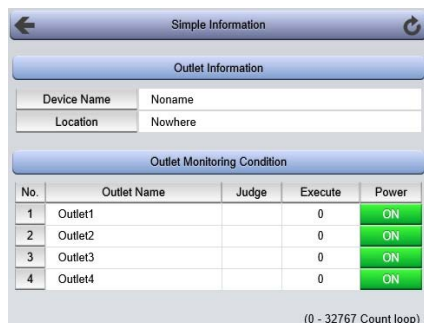 Simple Information
Outlet Information
Device Name Noname
Location Nowhere
Outlet Monitoring Condition
No. Outlet Name Judge Execute Power
1 Outlet1 0 ON
2 Outlet2 0 ON
3 Outlet3 0 ON
4 Outlet4 0 ON
(0 - 32767 Count loop)